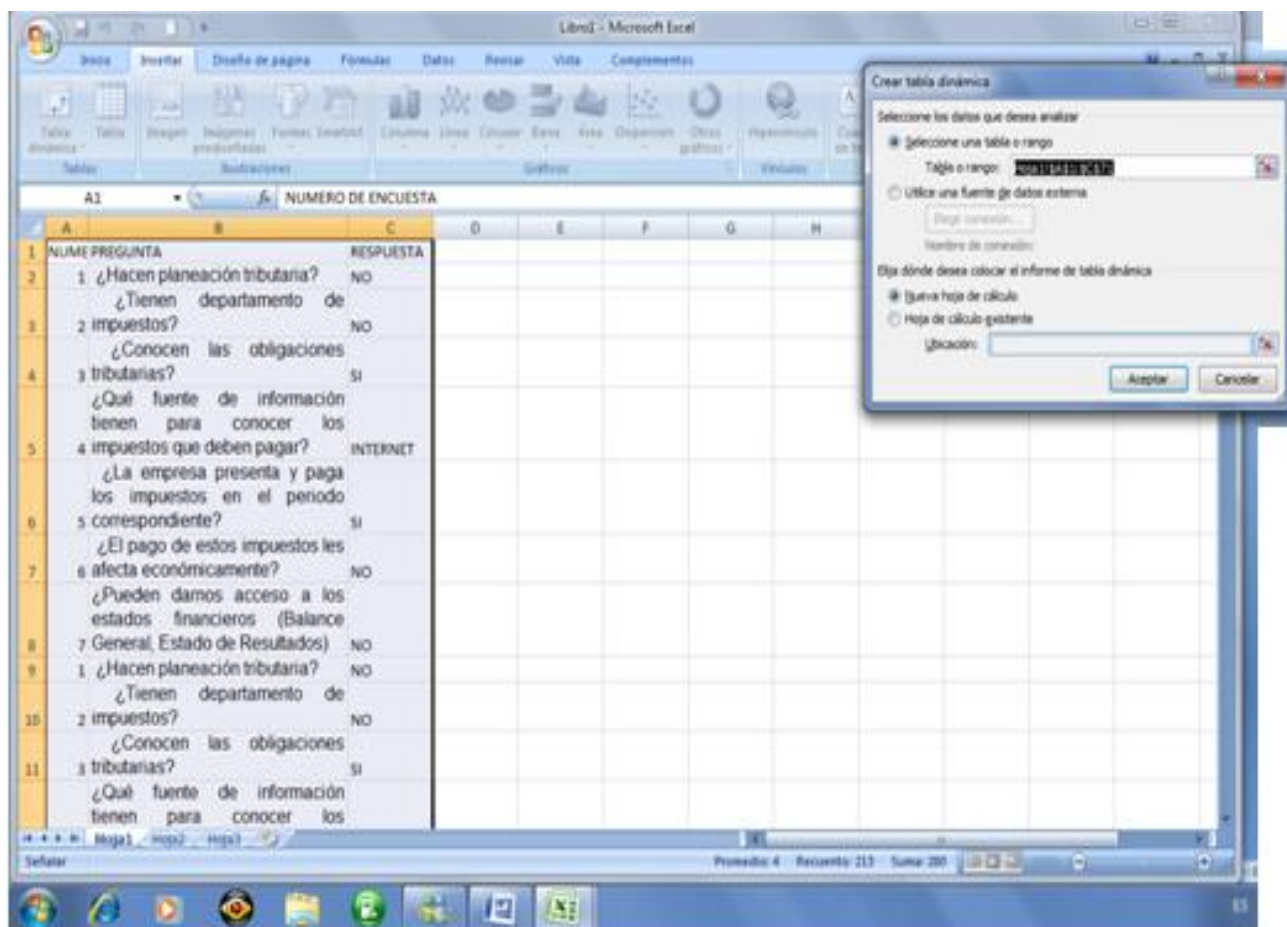 Libro1 - Microsoft Excel
Inicio Insertar Diseño de página Fórmulas Datos Revisar Vista Complementos
Tabla dinámica Tabla Imagen Imágenes prediseñadas Formas SmartArt Columna Línea Circular Barra Área Dispersión Otros gráficos Hipervínculo
Tablas Ilustraciones Gráficos Vínculos
A1 fx NUMERO DE ENCUESTA
A B C D E F G H
1 NUME PREGUNTA RESPUESTA
2 1 ¿Hacen planeación tributaria? NO
¿Tienen departamento de
3 2 impuestos? NO
¿Conocen las obligaciones
4 3 tributarias? SI
¿Qué fuente de información
tienen para conocer los
5 4 impuestos que deben pagar? INTERNET
¿La empresa presenta y paga
los impuestos en el periodo
6 5 correspondiente? SI
¿El pago de estos impuestos les
7 6 afecta económicamente? NO
¿Pueden darnos acceso a los
estados financieros (Balance
8 7 General, Estado de Resultados) NO
9 1 ¿Hacen planeación tributaria? NO
¿Tienen departamento de
10 2 impuestos? NO
¿Conocen las obligaciones
11 3 tributarias? SI
¿Qué fuente de información
tienen para conocer los
Hoja1 Hoja2 Hoja3
Señalar Promedio: 4 Recuento: 213 Suma: 280
Crear tabla dinámica
Seleccione los datos que desea analizar
Seleccione una tabla o rango
Tabla o rango:
Utilice una fuente de datos externa
Elegir conexión...
Nombre de conexión:
Elija dónde desea colocar el informe de tabla dinámica
Nueva hoja de cálculo
Hoja de cálculo existente
Ubicación:
Aceptar Cancelar
ES